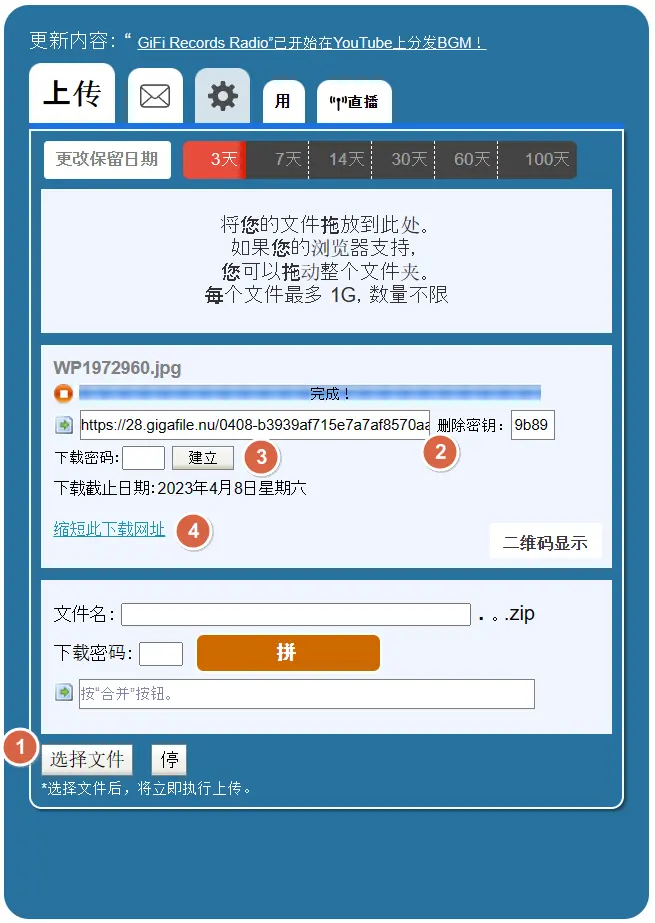 更新内容：“ GiFi Records Radio”已开始在YouTube上分发BGM！
上传 用 直播
更改保留日期 3天 7天 14天 30天 60天 100天
将您的文件拖放到此处。
如果您的浏览器支持，
您可以拖动整个文件夹。
每个文件最多 1G, 数量不限
WP1972960.jpg
完成！
https://28.gigafile.nu/0408-b3939af715e7a7af8570aa 删除密钥： 9b89
2
下载密码: 建立 3
下载截止日期:2023年4月8日星期六
缩短此下载网址 4
二维码显示
文件名: . 。.zip
下载密码: 拼
按“合并”按钮。
1
选择文件 停
*选择文件后，将立即执行上传。